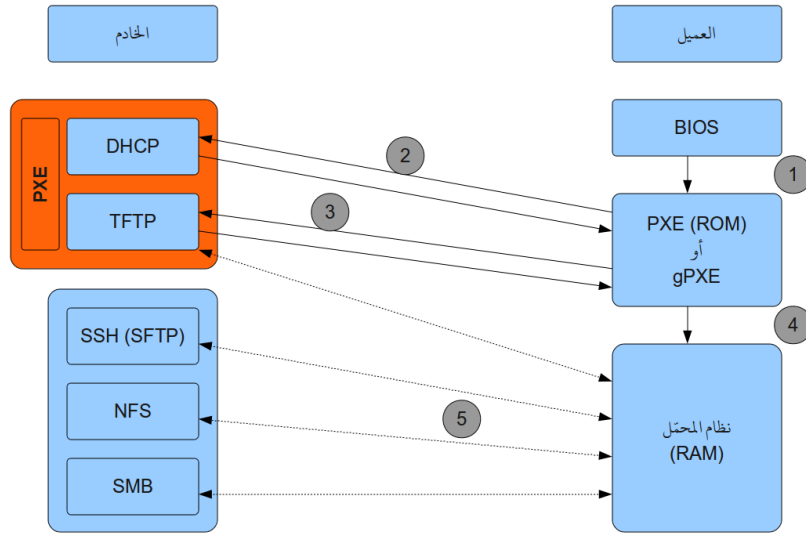 الخادم
العميل
PXE
DHCP
TFTP
2
3
BIOS
1
PXE (ROM)
أو
gPXE
4
SSH (SFTP)
NFS
SMB
5
نظام المحمّل
(RAM)